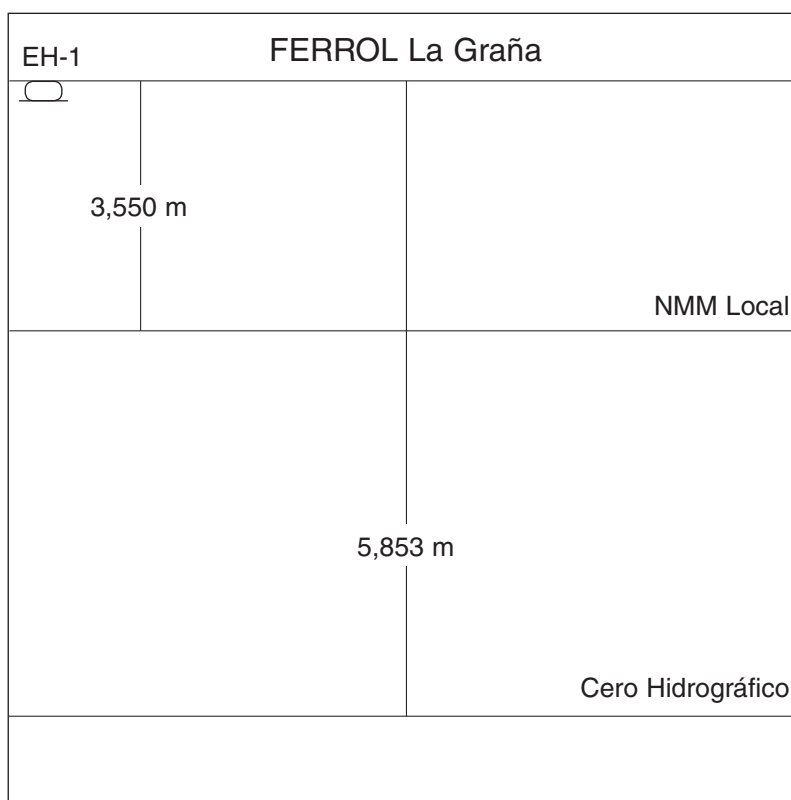 EH-1
FERROL La Graña
3,550 m
NMM Local
5,853 m
Cero Hidrográfico